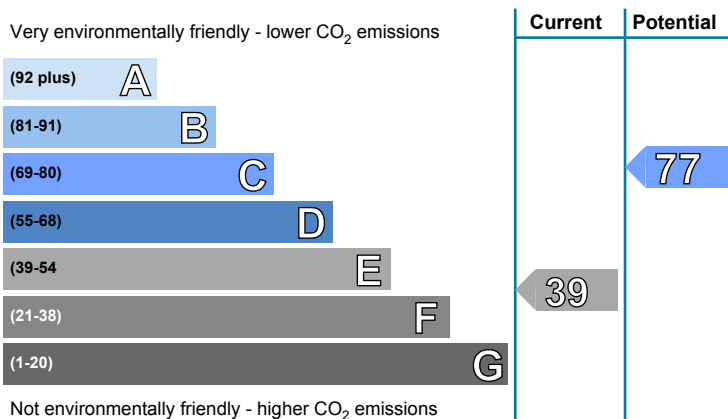 Current Potential
Very environmentally friendly - lower CO2 emissions
(92 plus) A
(81-91) B
(69-80) C
77
(55-68) D
(39-54 E
39
(21-38) F
(1-20) G
Not environmentally friendly - higher CO2 emissions